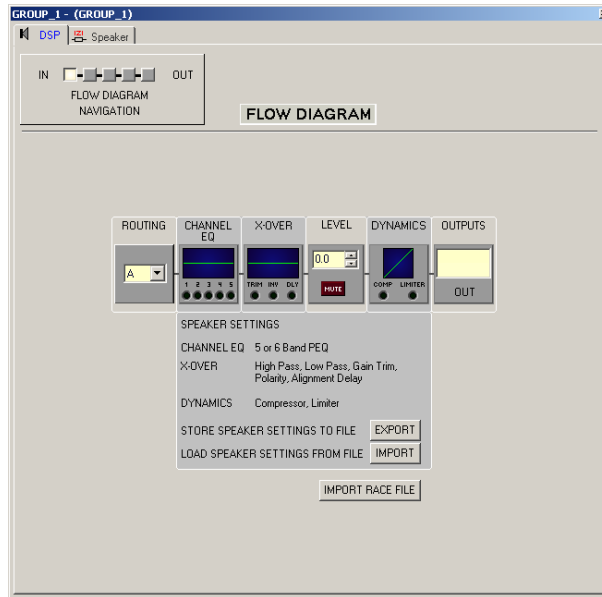 GROUP_1 - (GROUP_1)
DSP
Speaker
IN
OUT
FLOW DIAGRAM
NAVIGATION
FLOW DIAGRAM
ROUTING
CHANNEL
EQ
X-OVER
LEVEL
DYNAMICS
OUTPUTS
A
1 2 3 4 5
TRIM INV DLY
0.0
MUTE
COMP LIMITER
OUT
SPEAKER SETTINGS
CHANNEL EQ 5 or 6 Band PEQ
X-OVER High Pass, Low Pass, Gain Trim,
Polarity, Alignment Delay
DYNAMICS Compressor, Limiter
STORE SPEAKER SETTINGS TO FILE EXPORT
LOAD SPEAKER SETTINGS FROM FILE IMPORT
IMPORT RACE FILE